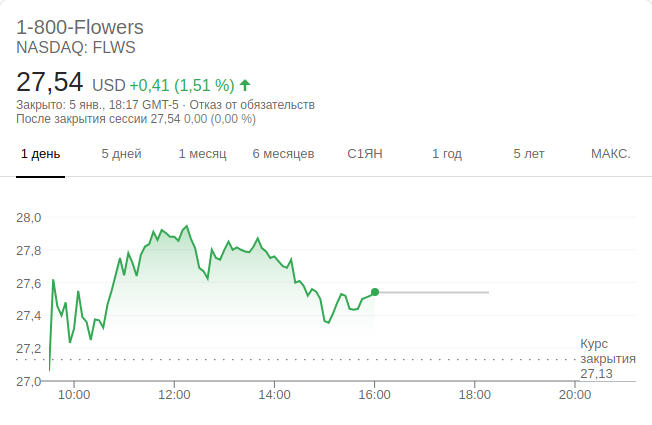 1-800-Flowers
NASDAQ: FLWS
27,54 USD +0,41 (1,51 %)
Закрыто: 5 янв., 18:17 GMT-5 · Отказ от обязательств
После закрытия сессии 27,54 0,00 (0,00 %)
1 день 5 дней 1 месяц 6 месяцев С1ЯН 1 год 5 лет МАКС.
28,0
27,8
27,6
27,4
27,2
27,0
Курс
закрытия
27,13
10:00 12:00 14:00 16:00 18:00 20:00